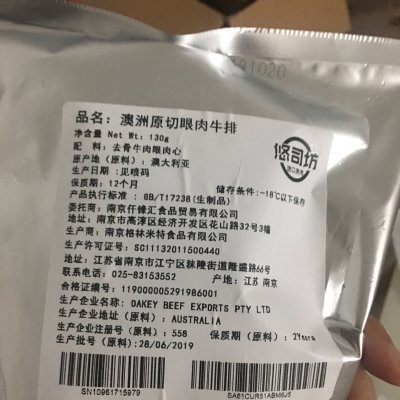 191020
品名：澳洲原切眼肉牛排
净含量 Net Wt: 130g
配 料：去骨牛肉眼肉心
原产地（原料）：澳大利亚
生产日期：见喷码
保质期：12个月
储存条件：-18℃以下保存
悠司坊
产品执行标准：GB/T17238(生制品)
委托商：南京仟锋汇食品贸易有限公司
地址：南京市高淳区经济开发区花山路32号3幢
生产商：南京格林米特食品有限公司
生产许可证号：SC11132011500440
地址：江苏省南京市江宁区秣陵街道隆盛路66号
联系电话：025-83153552 产地：江苏 南京
合格证编号：119000005291986001
生产企业名称：OAKEY BEEF EXPORTS PTY LTD
生产企业地址（原料）：AUSTRALIA
生产企业注册号（原料）：558 保质期（原料）：2Years
生产批号（原料）:28/06/2019
SN10961715979
SA61CUR51ABM6J5